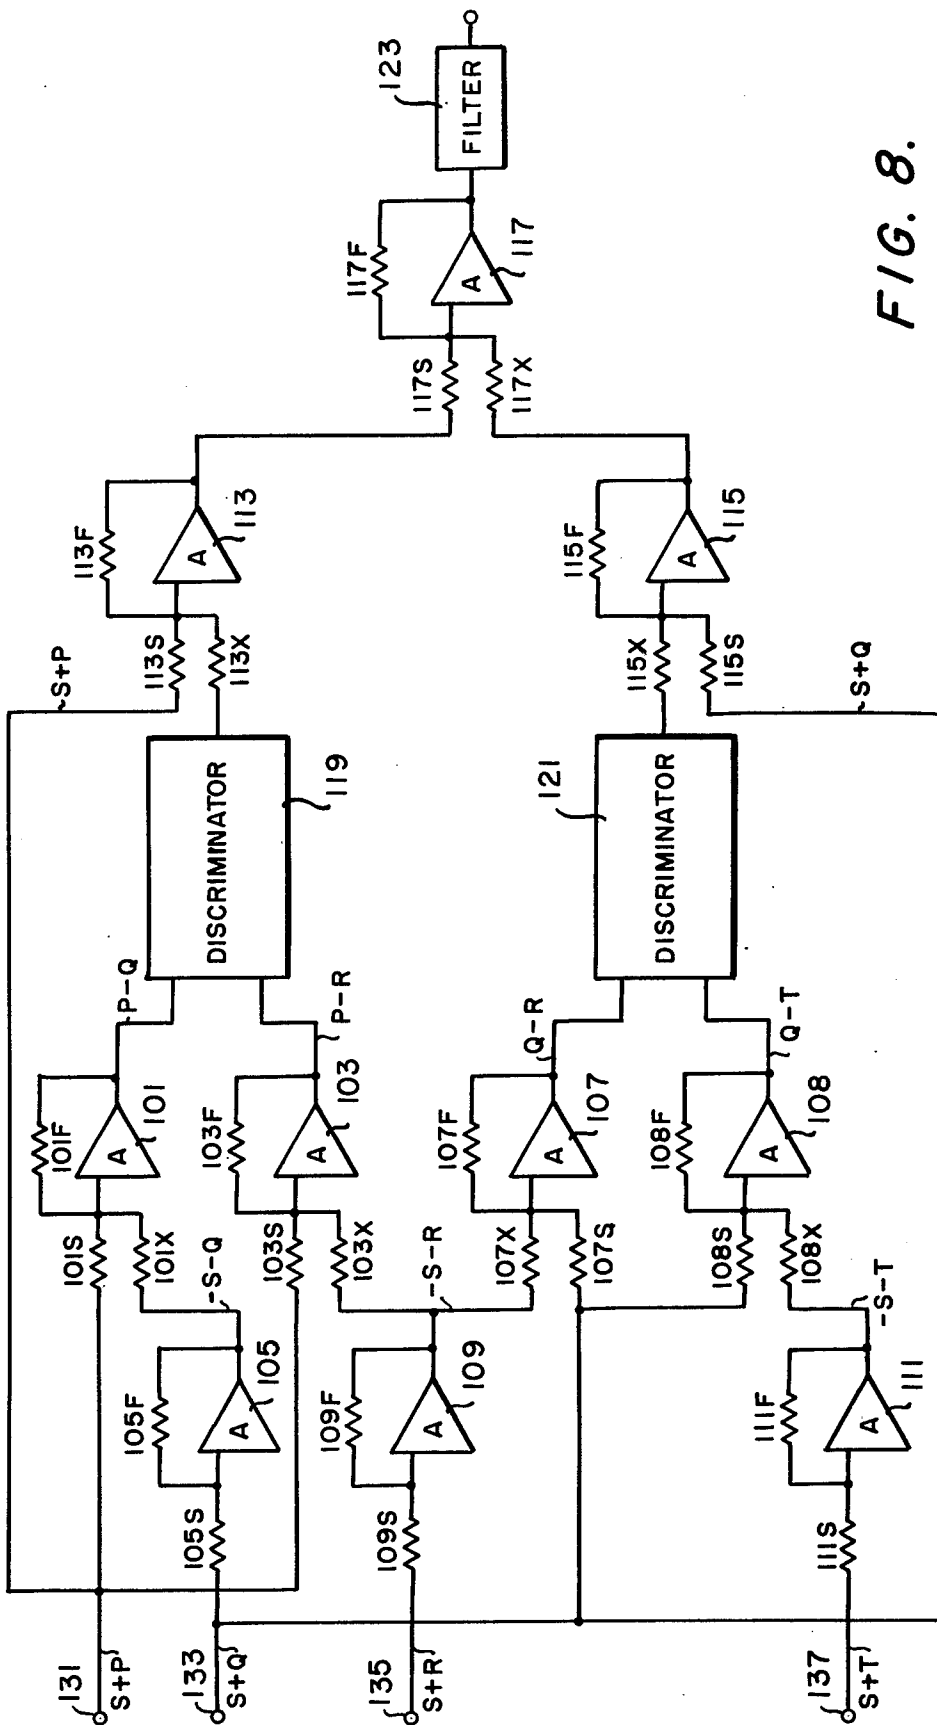 131
S+P
133
S+Q
135
S+R
137
S+T
105S
105F
A
105
-S-Q
109S
109F
A
109
-S-R
111S
111F
A
111
-S-T
101S
101X
101F
A
101
P-Q
103S
103X
103F
A
103
P-R
107X
107S
107F
A
107
Q-R
108S
108X
108F
A
108
Q-T
DISCRIMINATOR
119
DISCRIMINATOR
121
S+P
113S
113X
113F
A
113
115X
115S
115F
A
115
S+Q
117S
117X
117F
A
117
FILTER
123
FIG. 8.